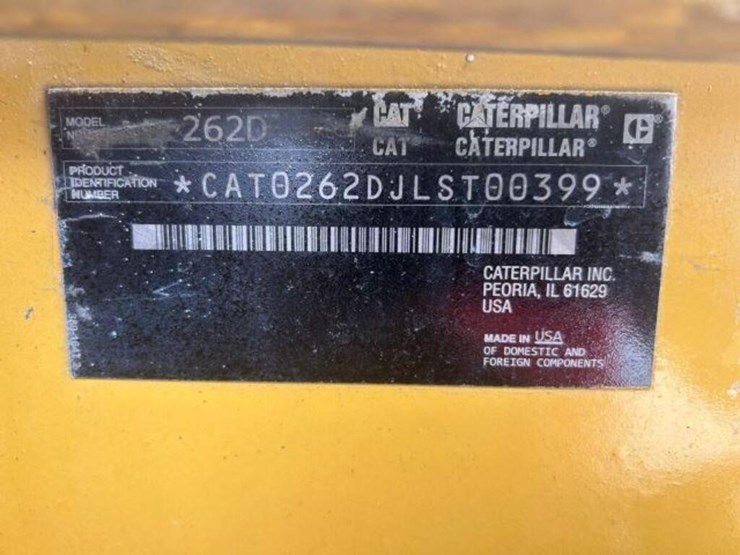 MODEL
262D
CAT® CATERPILLAR®
CAT® CATERPILLAR®
C®
PRODUCT
IDENTIFICATION
NUMBER
*CAT0262DJLST00399*
CATERPILLAR INC.
PEORIA, IL 61629
USA
MADE IN USA
OF DOMESTIC AND
FOREIGN COMPONENTS